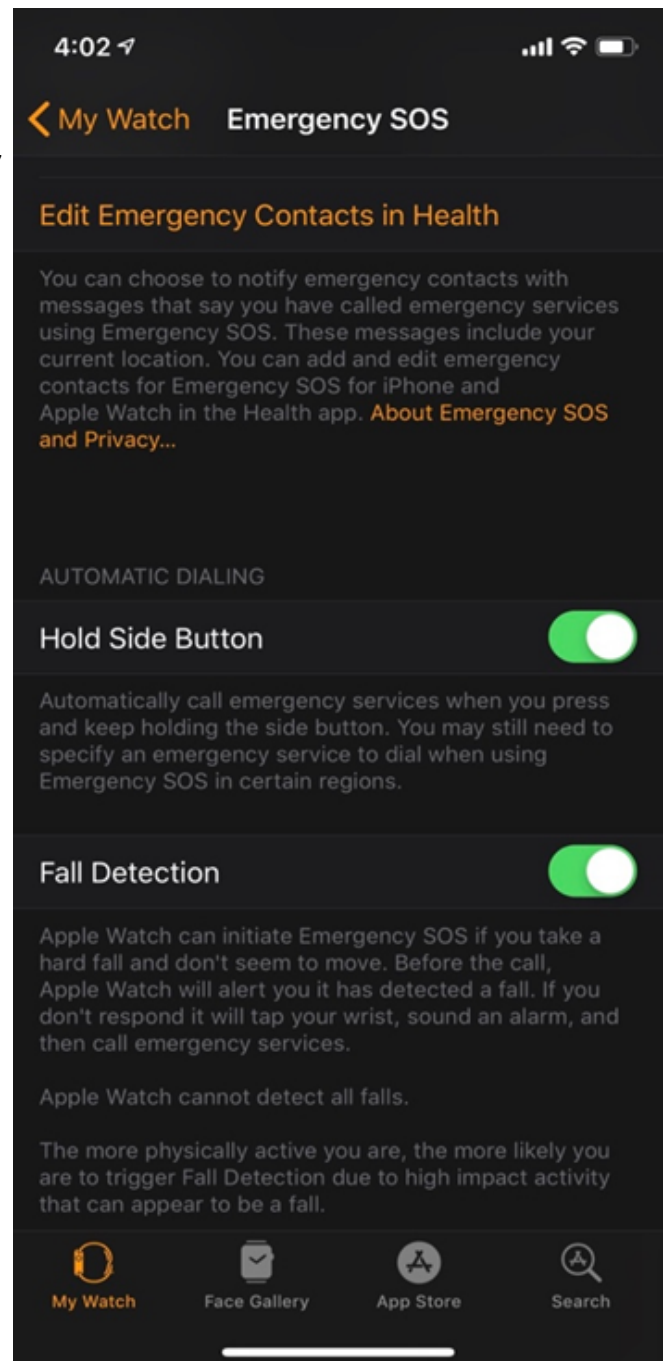 4:02
My Watch Emergency SOS
Edit Emergency Contacts in Health
You can choose to notify emergency contacts with
messages that say you have called emergency services
using Emergency SOS. These messages include your
current location. You can add and edit emergency
contacts for Emergency SOS for iPhone and
Apple Watch in the Health app. About Emergency SOS
and Privacy...
AUTOMATIC DIALING
Hold Side Button
Automatically call emergency services when you press
and keep holding the side button. You may still need to
specify an emergency service to dial when using
Emergency SOS in certain regions.
Fall Detection
Apple Watch can initiate Emergency SOS if you take a
hard fall and don't seem to move. Before the call,
Apple Watch will alert you it has detected a fall. If you
don't respond it will tap your wrist, sound an alarm, and
then call emergency services.
Apple Watch cannot detect all falls.
The more physically active you are, the more likely you
are to trigger Fall Detection due to high impact activity
that can appear to be a fall.
My Watch Face Gallery App Store Search